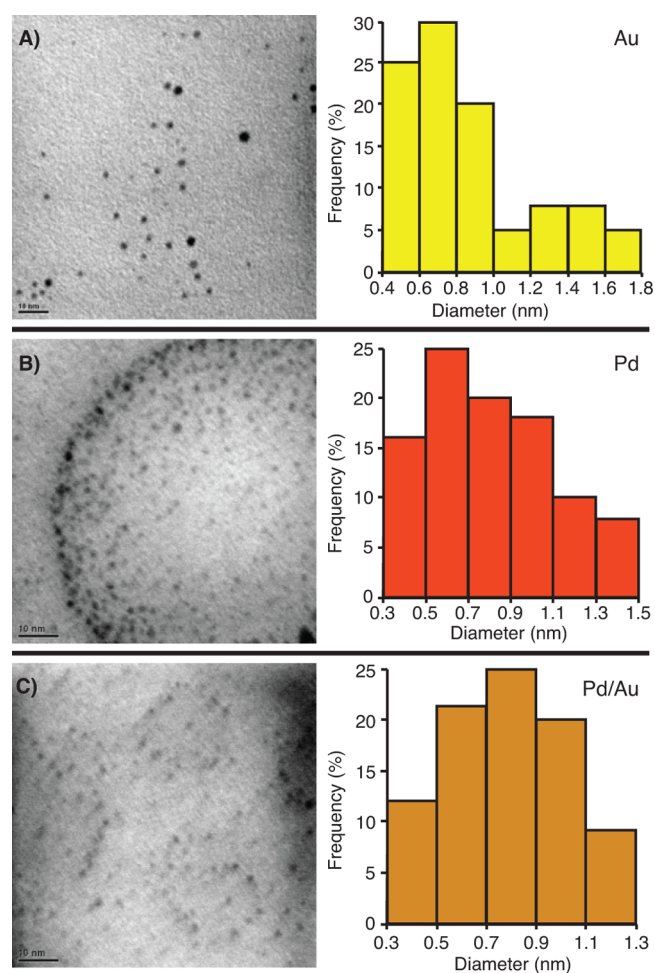 A)
Au
30
25
20
15
10
5
0
Frequency (%)
0.4 0.6 0.8 1.0 1.2 1.4 1.6 1.8
Diameter (nm)
10 nm
B)
Pd
25
20
15
10
5
0
Frequency (%)
0.3 0.5 0.7 0.9 1.1 1.3 1.5
Diameter (nm)
10 nm
C)
Pd/Au
25
20
15
10
5
0
Frequency (%)
0.3 0.5 0.7 0.9 1.1 1.3
Diameter (nm)
10 nm